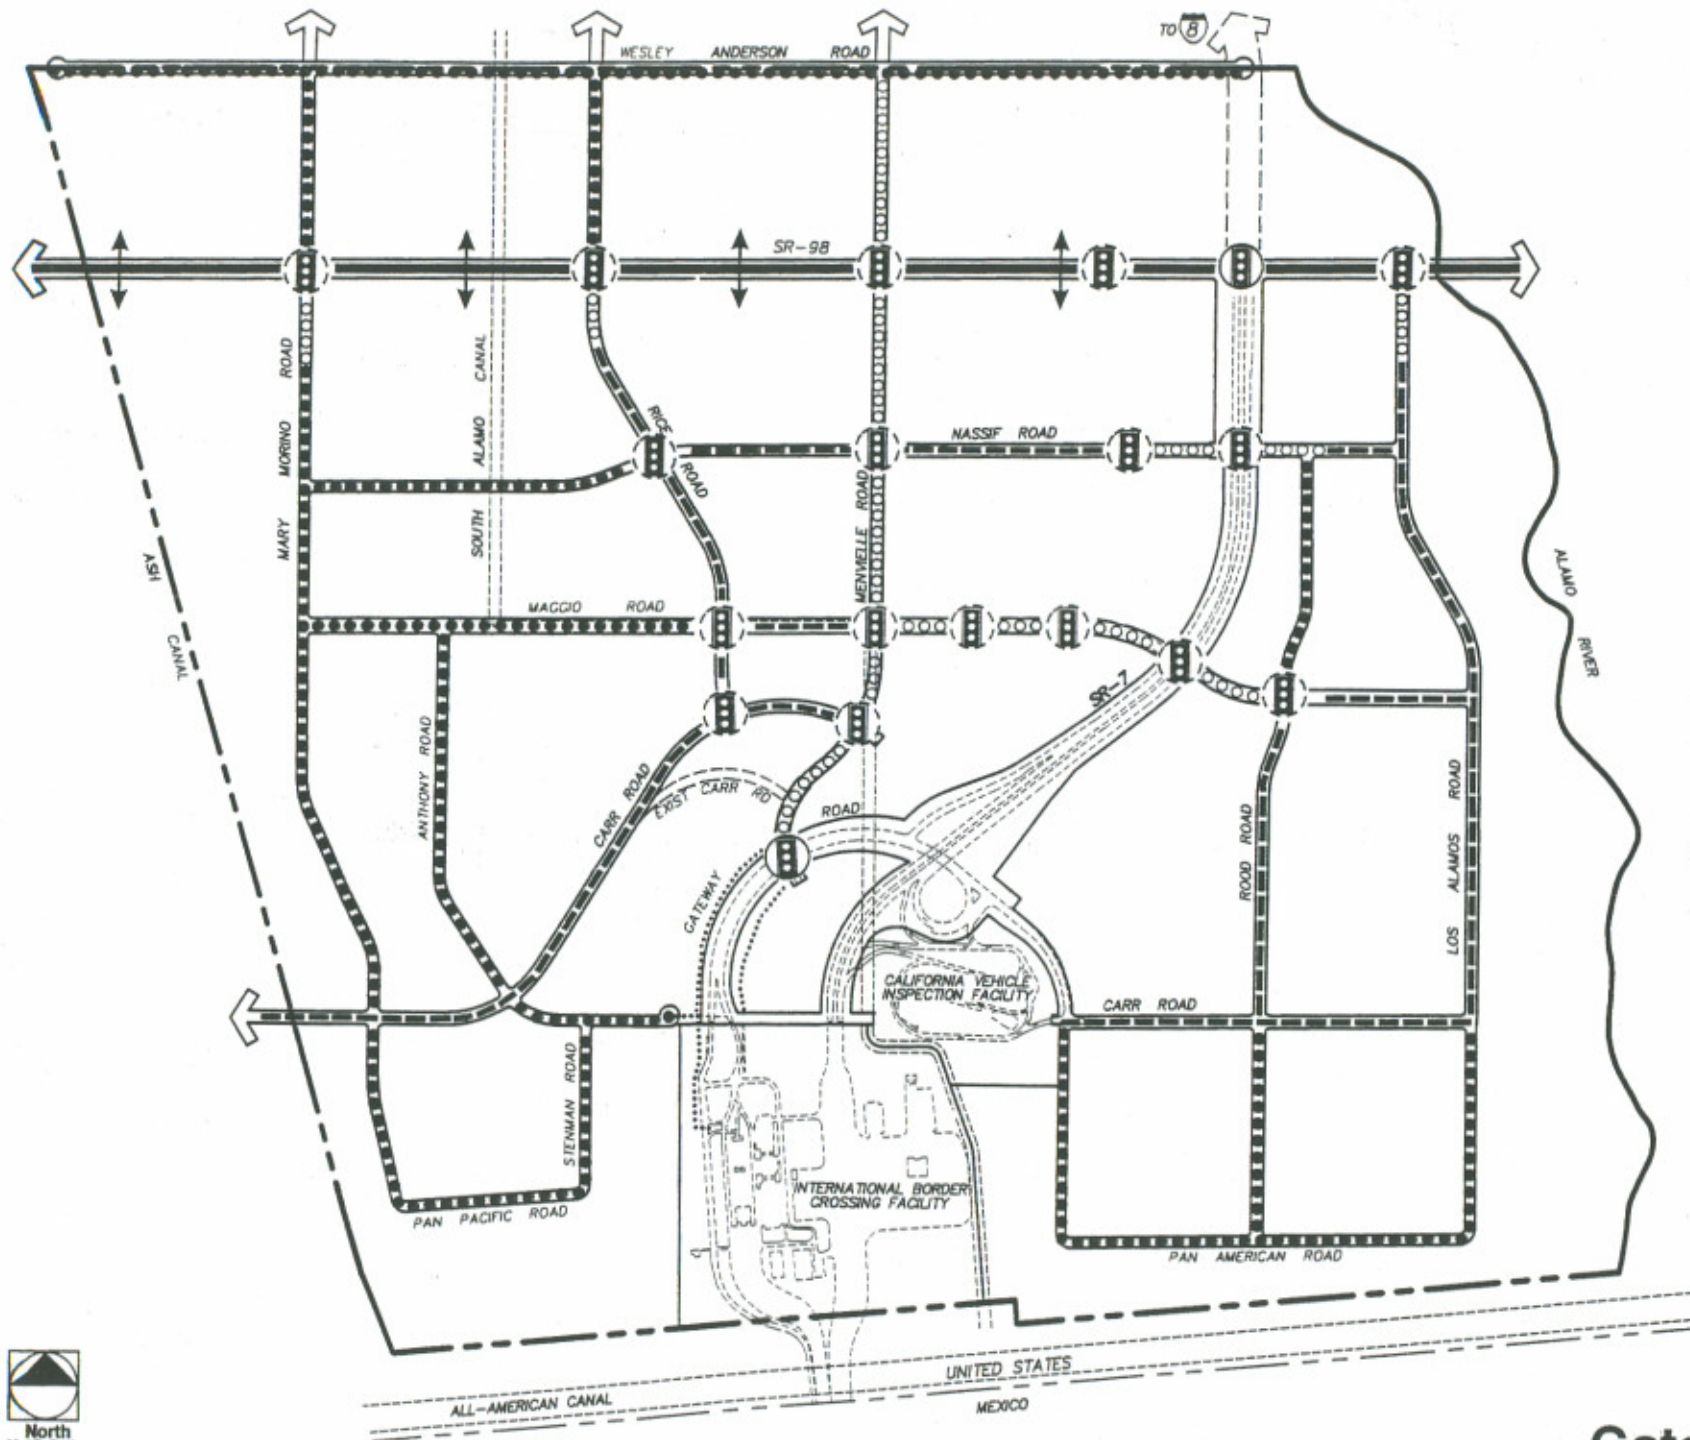 TO 8
WESLEY ANDERSON ROAD
SR-98
MARY MORINO ROAD
SOUTH ALAMO CANAL
RICE ROAD
NASSIF ROAD
MENVIELLE ROAD
ASH CANAL
ALAMO RIVER
MAGGIO ROAD
SR-7
ANTHONY ROAD
CARR ROAD
EXIST CARR RD
GATEWAY ROAD
ROOD ROAD
LOS ALAMOS ROAD
CALIFORNIA VEHICLE
INSPECTION FACILITY
CARR ROAD
STENMAN ROAD
INTERNATIONAL BORDER
CROSSING FACILITY
PAN PACIFIC ROAD
PAN AMERICAN ROAD
UNITED STATES
ALL-AMERICAN CANAL
MEXICO
North